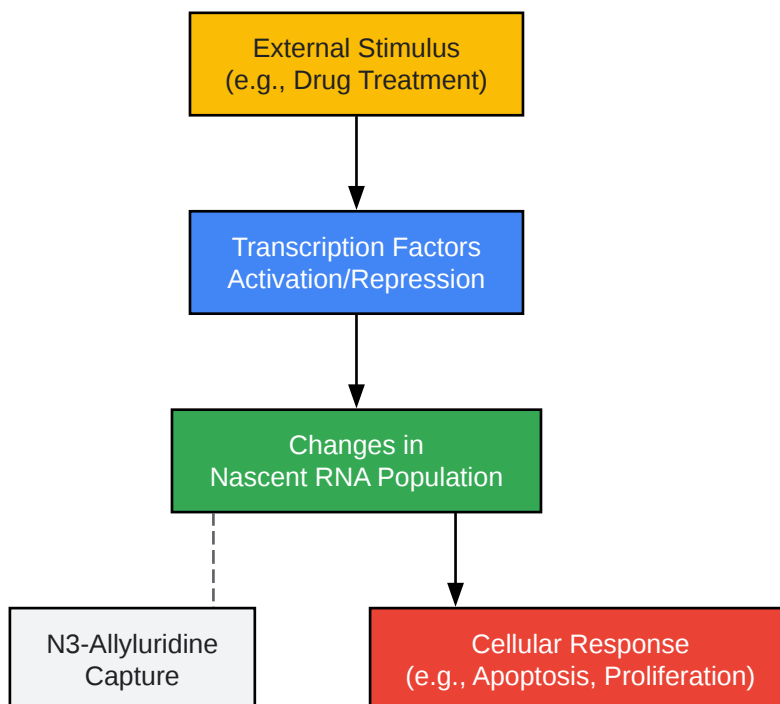 External Stimulus
(e.g., Drug Treatment)
Transcription Factors
Activation/Repression
Changes in
Nascent RNA Population
N3-Allyluridine
Capture
Cellular Response
(e.g., Apoptosis, Proliferation)